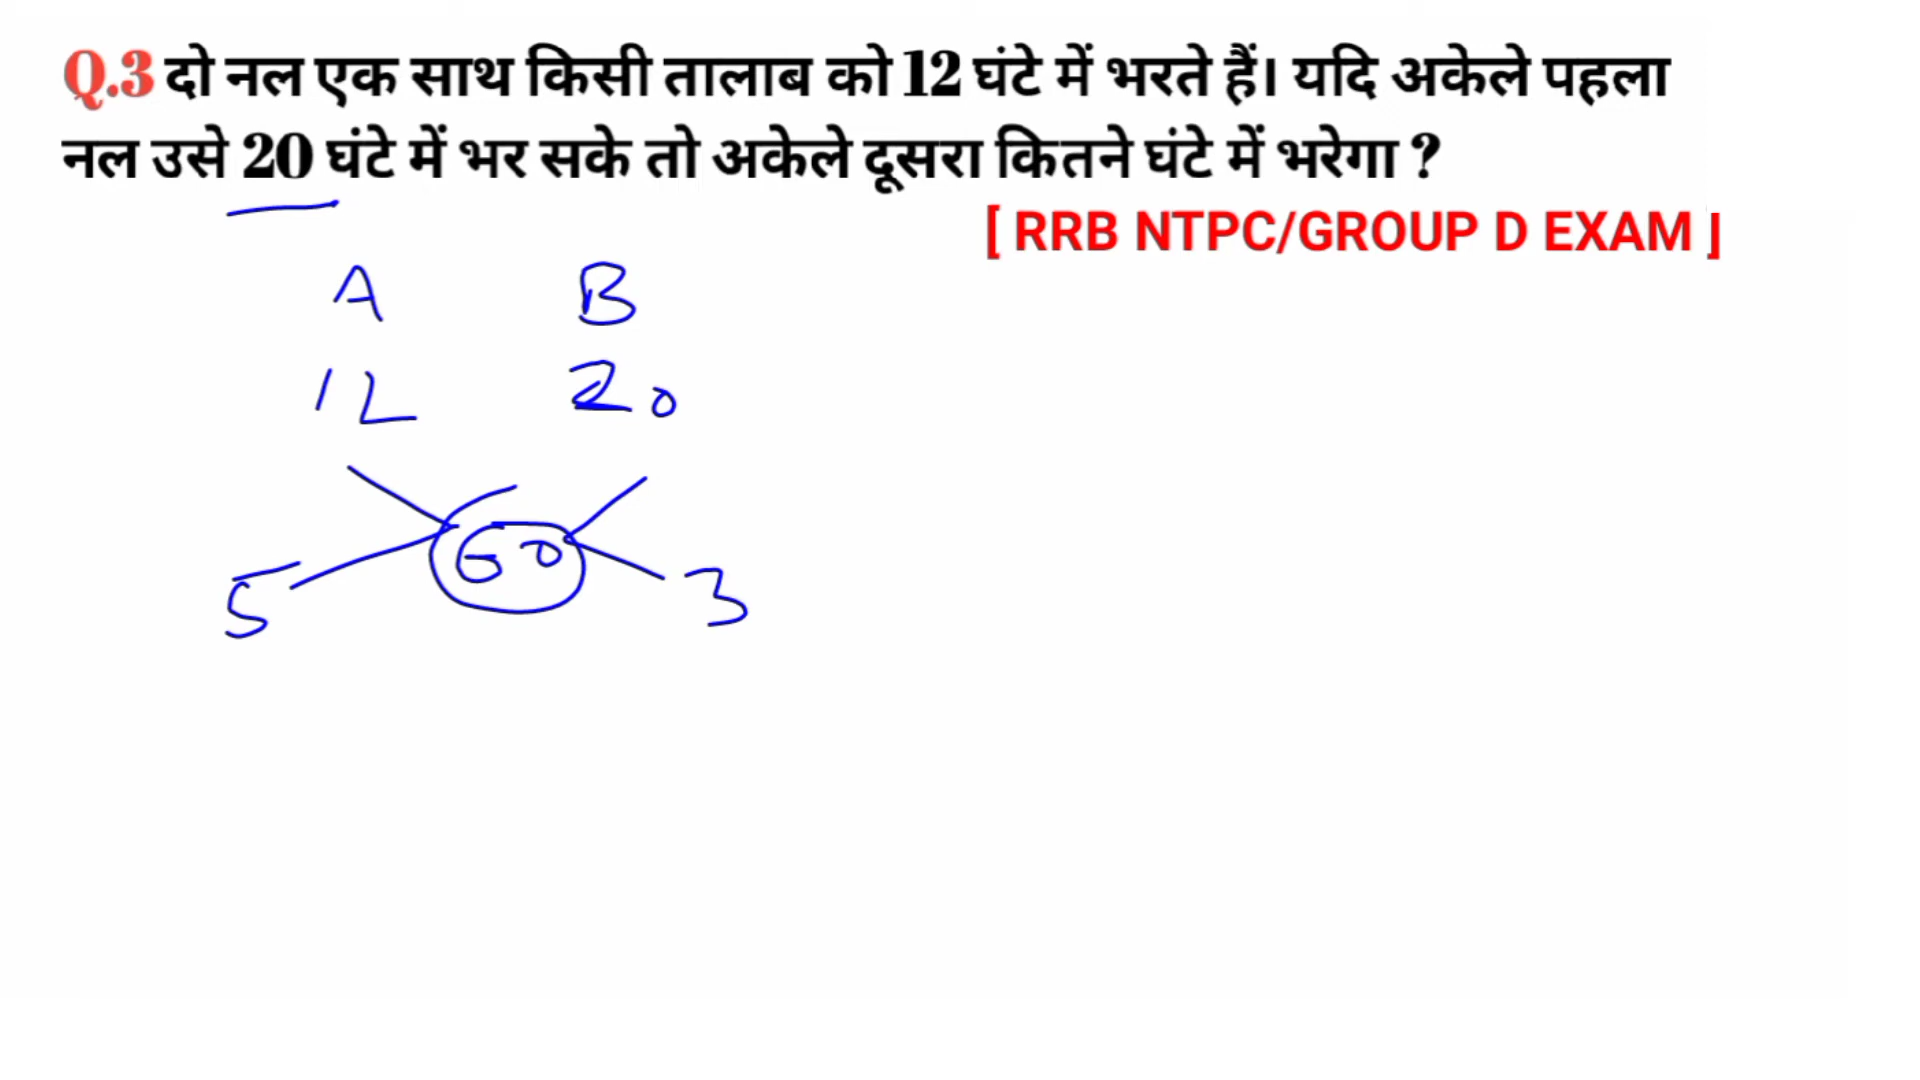 Q.3 दो नल एक साथ किसी तालाब को 12 घंटे में भरते हैं। यदि अकेले पहला
नल उसे 20 घंटे में भर सके तो अकेले दूसरा कितने घंटे में भरेगा ?
[ RRB NTPC/GROUP D EXAM ]
A B
12 20
60
5 3